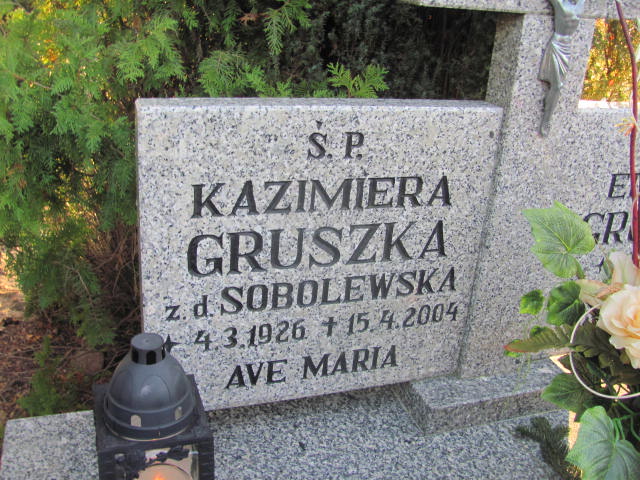 Ś. P.
KAZIMIERA
GRUSZKA
z. d. SOBOLEWSKA
★ 4.3.1926 ✝ 15.4.2004
AVE MARIA